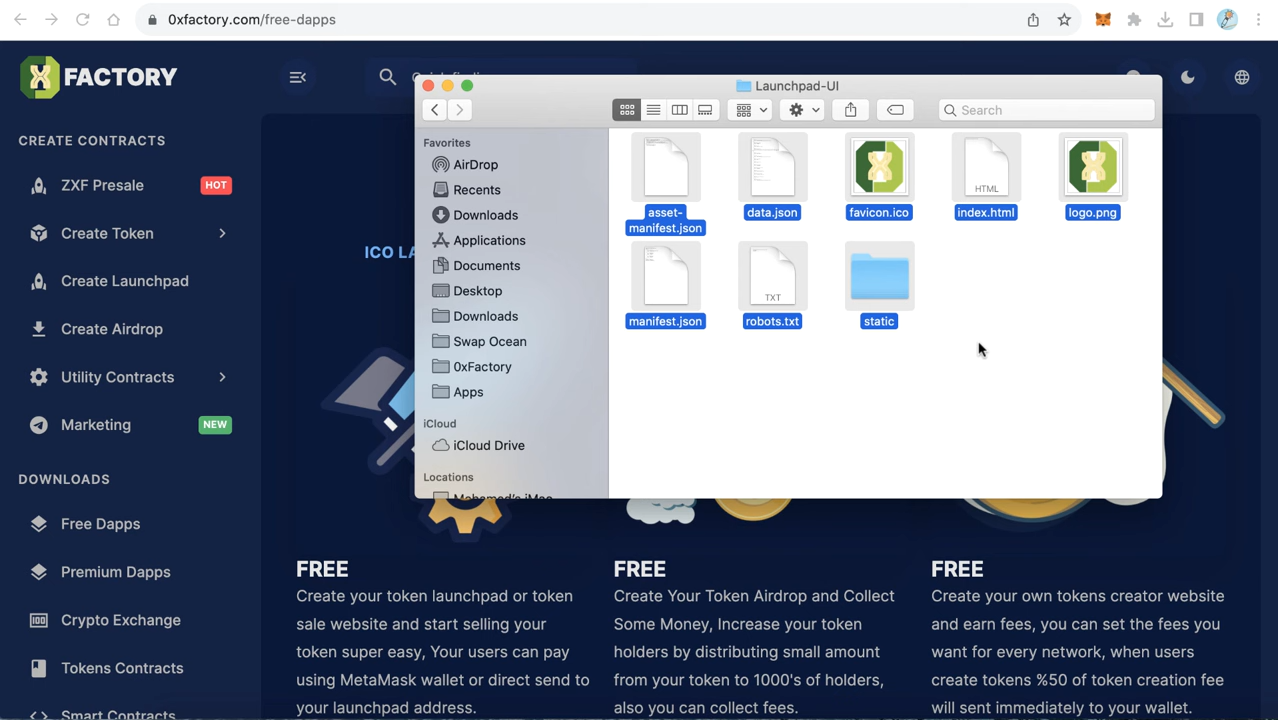 0xfactory.com/free-dapps
FACTORY
CREATE CONTRACTS
ZXF Presale
HOT
Create Token
Create Launchpad
Create Airdrop
Utility Contracts
Marketing
NEW
DOWNLOADS
Free Dapps
Premium Dapps
Crypto Exchange
Tokens Contracts
Smart Contracts
ICO LA
Launchpad-UI
Search
Favorites
AirDrop
Recents
Downloads
Applications
Documents
Desktop
Downloads
Swap Ocean
0xFactory
Apps
iCloud
iCloud Drive
Locations
Mohamed's iMac
HTML
asset-
manifest.json
data.json
favicon.ico
index.html
logo.png
TXT
manifest.json
robots.txt
static
FREE
Create your token launchpad or token
sale website and start selling your
token super easy, Your users can pay
using MetaMask wallet or direct send to
your launchpad address.
FREE
Create Your Token Airdrop and Collect
Some Money, Increase your token
holders by distributing small amount
from your token to 1000's of holders,
also you can collect fees.
FREE
Create your own tokens creator website
and earn fees, you can set the fees you
want for every network, when users
create tokens %50 of token creation fee
will sent immediately to your wallet.